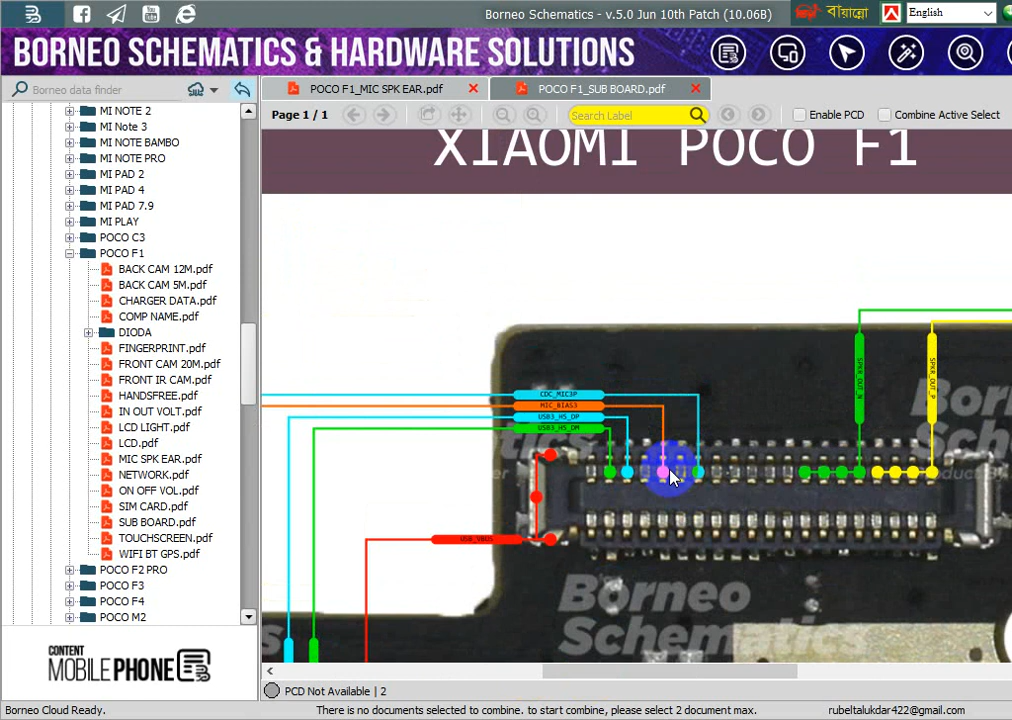 Borneo Schematics - v.5.0 Jun 10th Patch (10.06B)
বায়ান্নো
English
BORNEO SCHEMATICS & HARDWARE SOLUTIONS
Borneo data finder
POCO F1_MIC SPK EAR.pdf
POCO F1_SUB BOARD.pdf
Page 1 / 1
Search Label
Enable PCD
Combine Active Select
MI NOTE 2
MI Note 3
MI NOTE BAMBO
MI NOTE PRO
MI PAD 2
MI PAD 4
MI PAD 7.9
MI PLAY
POCO C3
POCO F1
BACK CAM 12M.pdf
BACK CAM 5M.pdf
CHARGER DATA.pdf
COMP NAME.pdf
DIODA
FINGERPRINT.pdf
FRONT CAM 20M.pdf
FRONT IR CAM.pdf
HANDSFREE.pdf
IN OUT VOLT.pdf
LCD LIGHT.pdf
LCD.pdf
MIC SPK EAR.pdf
NETWORK.pdf
ON OFF VOL.pdf
SIM CARD.pdf
SUB BOARD.pdf
TOUCHSCREEN.pdf
WIFI BT GPS.pdf
POCO F2 PRO
POCO F3
POCO F4
POCO M2
CONTENT
MOBILEPHONE
XIAOMI POCO F1
CDC_MIC3P
MIC_BIAS3
USB3_HS_DP
USB3_HS_DM
USB_VBUS
SPKR_OUT_N
SPKR_OUT_P
Borneo
Schematics
PCD Not Available | 2
Borneo Cloud Ready.
There is no documents selected to combine. to start combine, please select 2 document max.
rubeltalukdar422@gmail.com